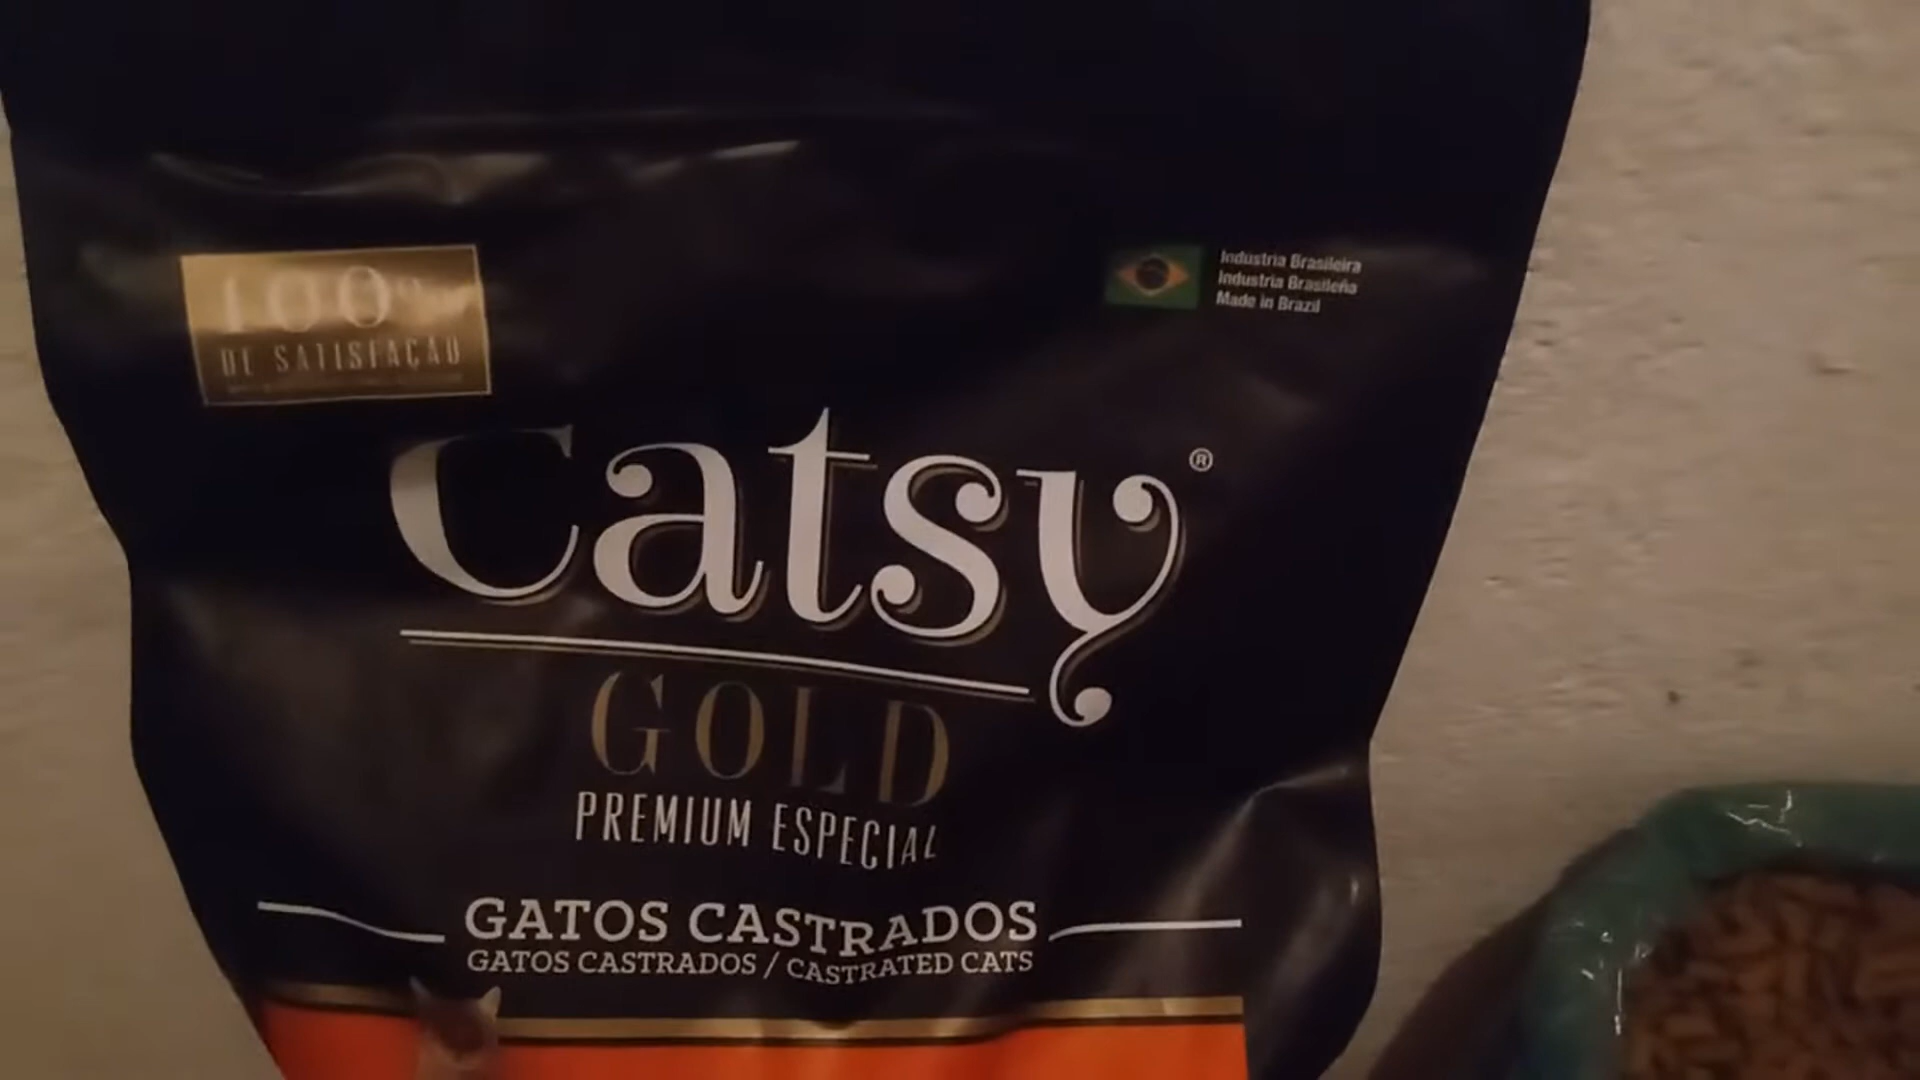 100%
DE SATISFAÇÃO
Indústria Brasileira
Industria Brasileña
Made in Brazil
Catsy®
GOLD
PREMIUM ESPECIAL
GATOS CASTRADOS
GATOS CASTRADOS / CASTRATED CATS